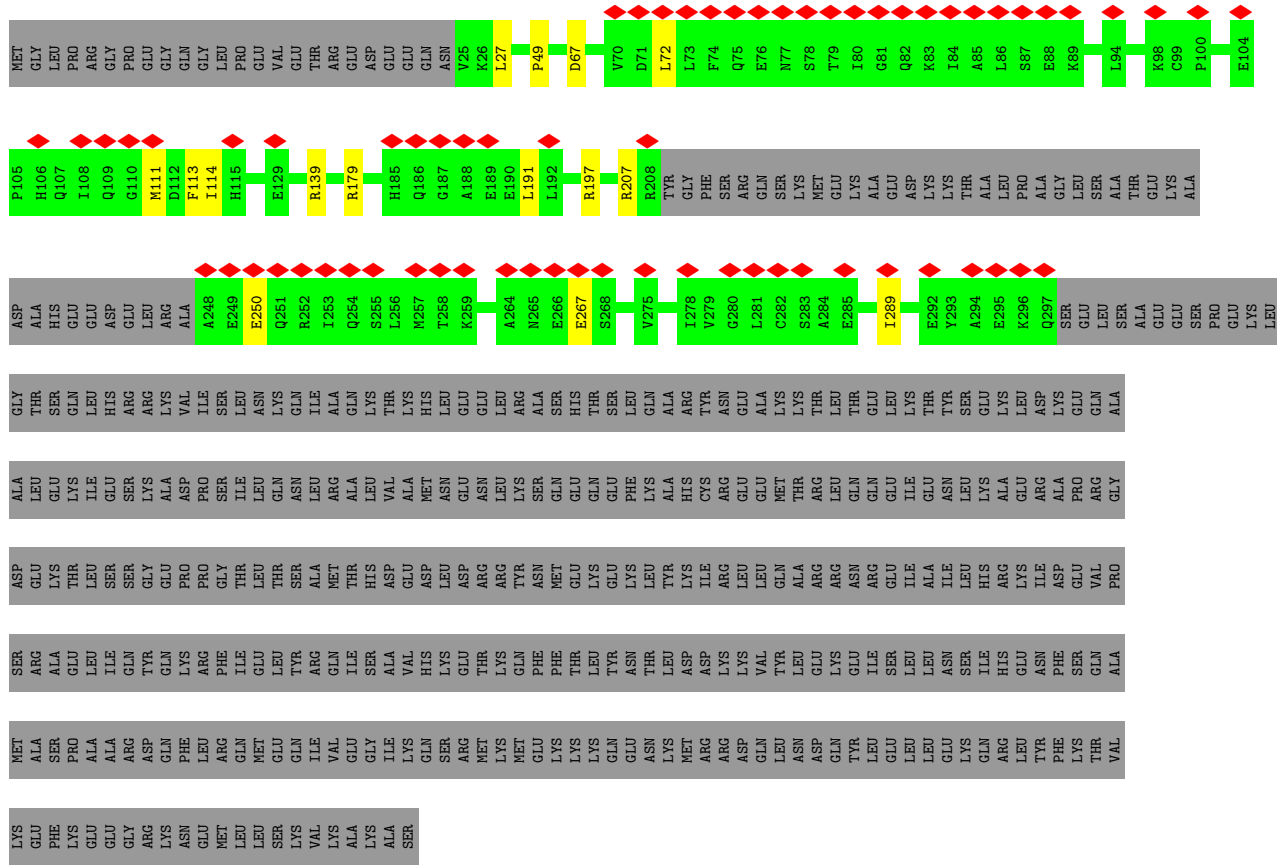 MET GLY LEU PRO ARG GLY PRO GLU GLY GLN GLY LEU PRO GLU VAL GLU THR ARG GLU ASP GLU GLU GLN ASN V25 K26 L27 P49 D67 V70 D71 L72 L73 F74 Q75 E76 N77 S78 T79 I80 G81 Q82 K83 I84 A85 L86 S87 E88 K89 L94 K98 C99 P100 E104
P105 H106 Q107 I108 Q109 G110 M111 D112 F113 I114 H115 E129 R139 R179 H185 Q186 G187 A188 E189 E190 L191 L192 R197 R207 R208 TYR GLY PHE SER ARG GLN SER LYS MET GLU LYS ALA GLU ASP LYS LYS THR ALA LEU PRO ALA GLY LEU SER ALA THR GLU LYS ALA
ASP ALA HIS GLU GLU ASP GLU LEU ARG ALA A248 E249 E250 Q251 R252 I253 Q254 S255 L256 M257 T258 K259 A264 N265 E266 E267 S268 V275 I278 V279 G280 L281 C282 S283 A284 E285 I289 E292 Y293 A294 E295 K296 Q297 SER GLU LEU SER ALA GLU GLU SER PRO GLU LYS LEU
GLY THR SER GLN LEU HIS ARG ARG LYS VAL ILE SER LEU ASN LYS GLN ILE ALA GLN LYS THR LYS HIS LEU GLU GLU LEU ARG ALA SER HIS THR SER LEU GLN ALA ARG TYR ASN GLU ALA LYS LYS THR LEU THR GLU LEU LYS THR TYR SER GLU LYS LEU ASP LYS GLU GLN ALA
ALA LEU GLU LYS ILE GLU SER LYS ALA ASP PRO SER ILE LEU GLN ASN LEU ARG ALA LEU VAL ALA MET ASN GLU ASN LEU LYS SER GLN GLU GLN GLU PHE LYS ALA HIS CYS ARG GLU GLU MET THR ARG LEU GLN GLN GLU ILE GLU ASN LEU LYS ALA GLU ARG ALA PRO ARG GLY
ASP GLU LYS THR LEU SER SER GLY GLU PRO PRO GLY THR LEU THR SER ALA MET THR HIS ASP GLU ASP LEU ASP ARG ARG TYR ASN MET GLU LYS GLU LYS LEU TYR LYS ILE ARG LEU LEU GLN ALA ARG ARG ASN ARG GLU ILE ALA ILE LEU HIS ARG LYS ILE ASP GLU VAL PRO
SER ARG ALA GLU LEU ILE GLN TYR GLN LYS ARG PHE ILE GLU LEU TYR ARG GLN ILE SER ALA VAL HIS LYS GLU THR LYS GLN PHE PHE THR LEU TYR ASN THR LEU ASP ASP LYS LYS VAL TYR LEU GLU LYS GLU ILE SER LEU LEU ASN SER ILE HIS GLU ASN PHE SER GLN ALA
MET ALA SER PRO ALA ALA ARG ASP GLN PHE LEU ARG GLN MET GLU GLN ILE VAL GLU GLY ILE LYS GLN SER ARG MET LYS MET GLU LYS LYS LYS GLN GLU ASN LYS MET ARG ARG ASP GLN LEU ASN ASP GLN TYR LEU GLU LEU LEU GLU LYS GLN ARG LEU TYR PHE LYS THR VAL
LYS GLU PHE LYS GLU GLU GLY ARG LYS ASN GLU MET LEU LEU SER LYS VAL LYS ALA LYS ALA SER